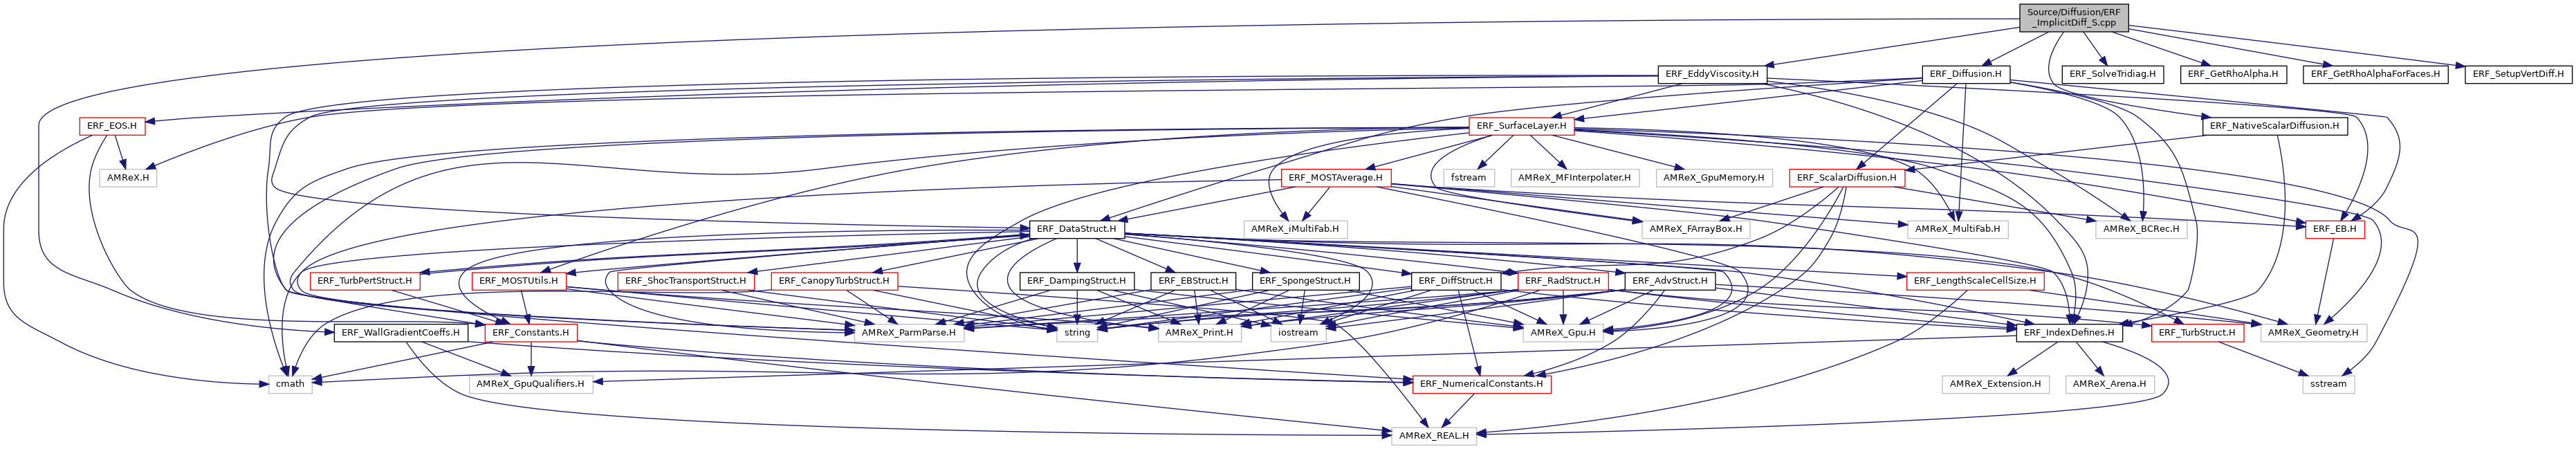 Source/Diffusion/ERF
_ImplicitDiff_S.cpp
ERF_EddyViscosity.H
ERF_Diffusion.H
ERF_SolveTridiag.H
ERF_GetRhoAlpha.H
ERF_GetRhoAlphaForFaces.H
ERF_SetupVertDiff.H
ERF_EOS.H
ERF_SurfaceLayer.H
ERF_NativeScalarDiffusion.H
AMReX.H
ERF_MOSTAverage.H
fstream
AMReX_MFInterpolater.H
AMReX_GpuMemory.H
ERF_ScalarDiffusion.H
ERF_DataStruct.H
AMReX_iMultiFab.H
AMReX_FArrayBox.H
AMReX_MultiFab.H
AMReX_BCRec.H
ERF_EB.H
ERF_TurbPertStruct.H
ERF_MOSTUtils.H
ERF_ShocTransportStruct.H
ERF_CanopyTurbStruct.H
ERF_DampingStruct.H
ERF_EBStruct.H
ERF_SpongeStruct.H
ERF_DiffStruct.H
ERF_RadStruct.H
ERF_AdvStruct.H
ERF_LengthScaleCellSize.H
ERF_WallGradientCoeffs.H
ERF_Constants.H
AMReX_ParmParse.H
string
AMReX_Print.H
iostream
AMReX_Gpu.H
ERF_IndexDefines.H
ERF_TurbStruct.H
AMReX_Geometry.H
cmath
AMReX_GpuQualifiers.H
ERF_NumericalConstants.H
AMReX_Extension.H
AMReX_Arena.H
sstream
AMReX_REAL.H